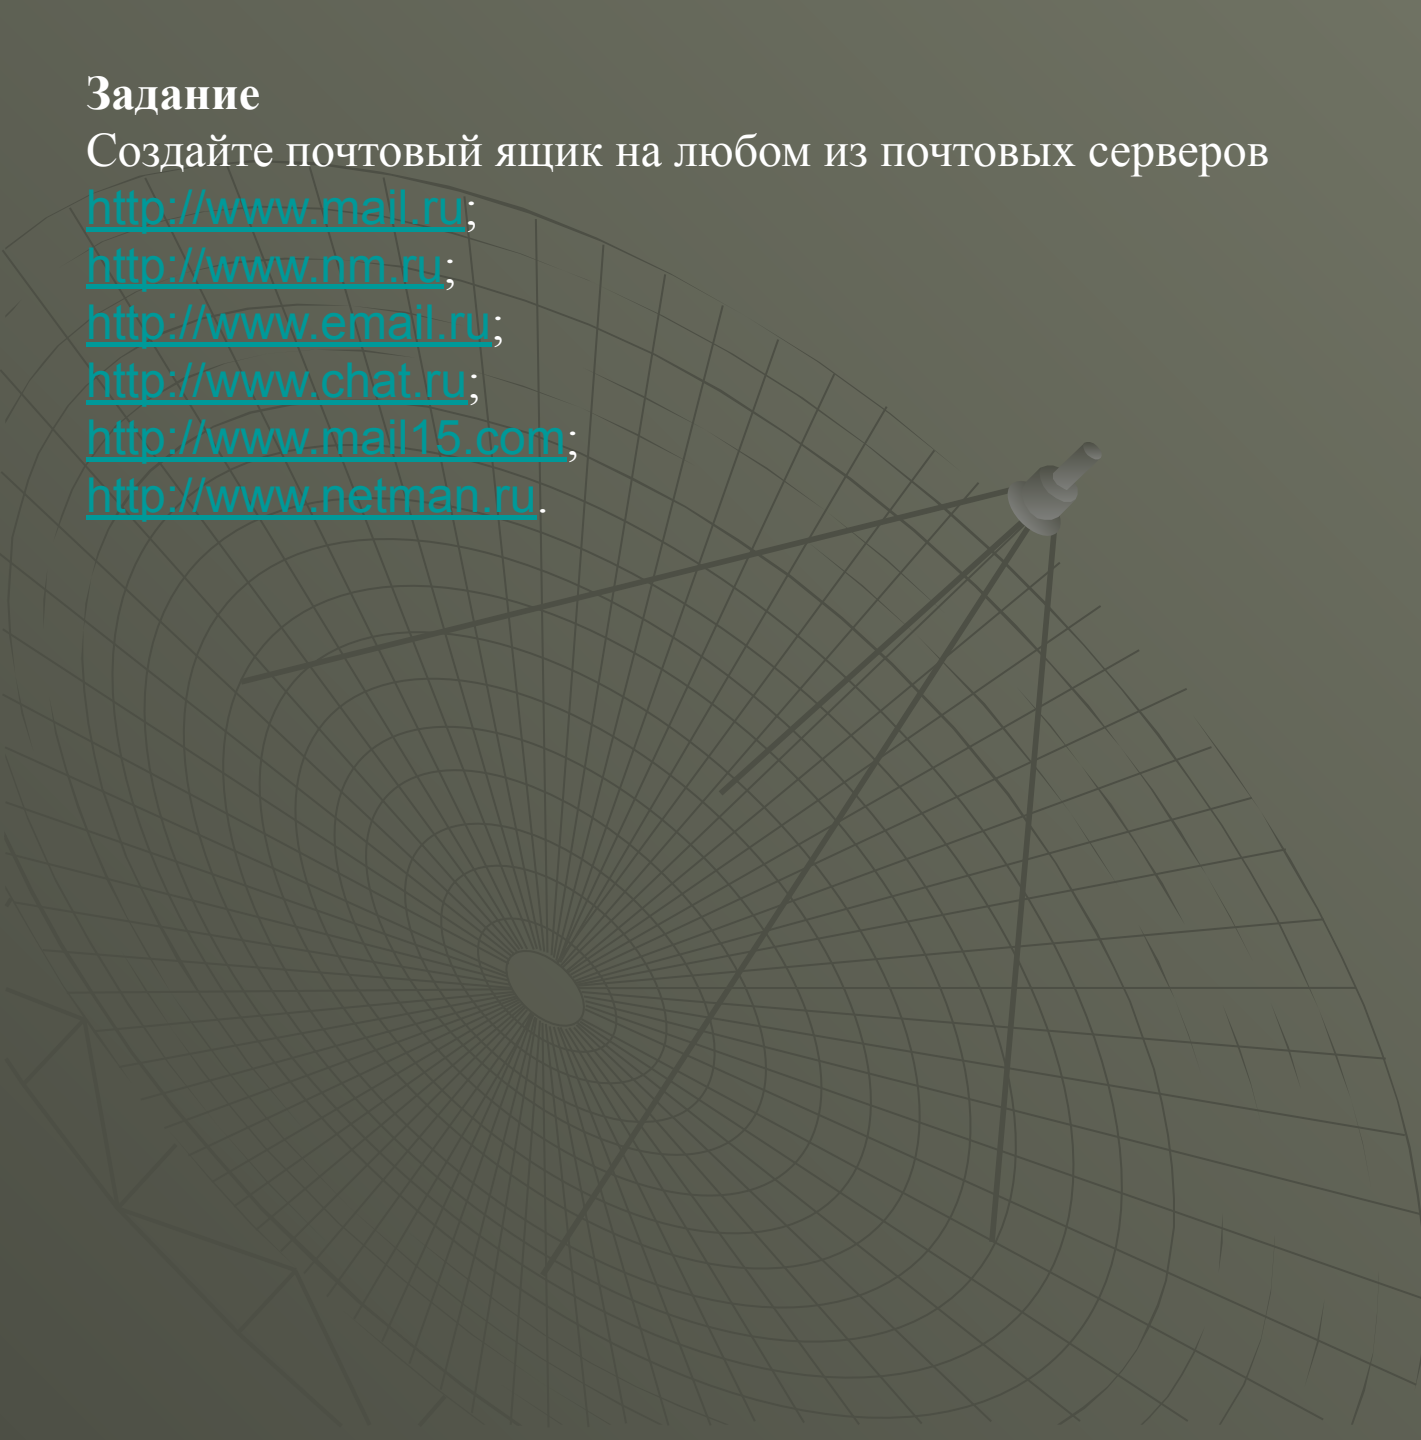 Задание
Создайте почтовый ящик на любом из почтовых серверов
http://www.mail.ru;
http://www.nm.ru;
http://www.email.ru;
http://www.chat.ru;
http://www.mail15.com;
http://www.netman.ru.